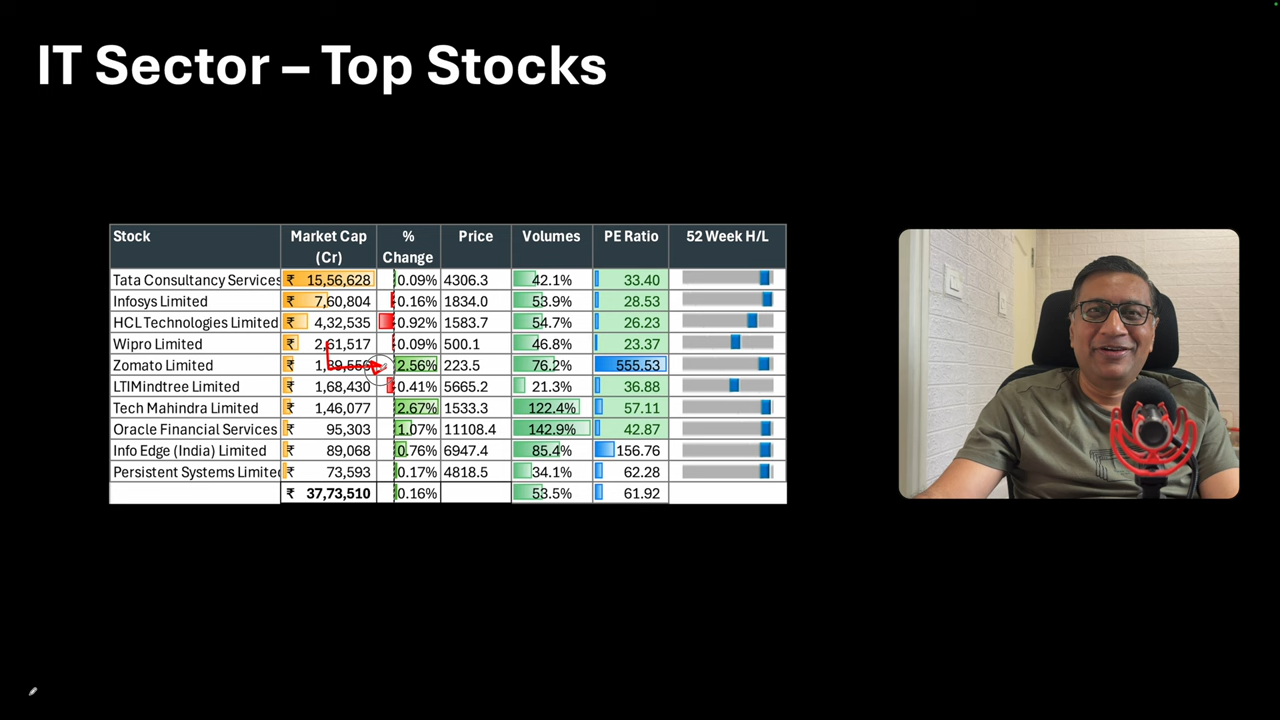 IT Sector – Top Stocks
Stock Market Cap (Cr) % Change Price Volumes PE Ratio 52 Week H/L
Tata Consultancy Services ₹ 15,56,628 0.09% 4306.3 42.1% 33.40
Infosys Limited ₹ 7,60,804 -0.16% 1834.0 53.9% 28.53
HCL Technologies Limited ₹ 4,32,535 -0.92% 1583.7 54.7% 26.23
Wipro Limited ₹ 2,61,517 -0.09% 500.1 46.8% 23.37
Zomato Limited ₹ 2.56% 223.5 76.2% 555.53
LTIMindtree Limited ₹ 1,68,430 -0.41% 5665.2 21.3% 36.88
Tech Mahindra Limited ₹ 1,46,077 2.67% 1533.3 122.4% 57.11
Oracle Financial Services ₹ 95,303 1.07% 11108.4 142.9% 42.87
Info Edge (India) Limited ₹ 89,068 0.76% 6947.4 85.4% 156.76
Persistent Systems Limite ₹ 73,593 0.17% 4818.5 34.1% 62.28
₹ 37,73,510 0.16% 53.5% 61.92